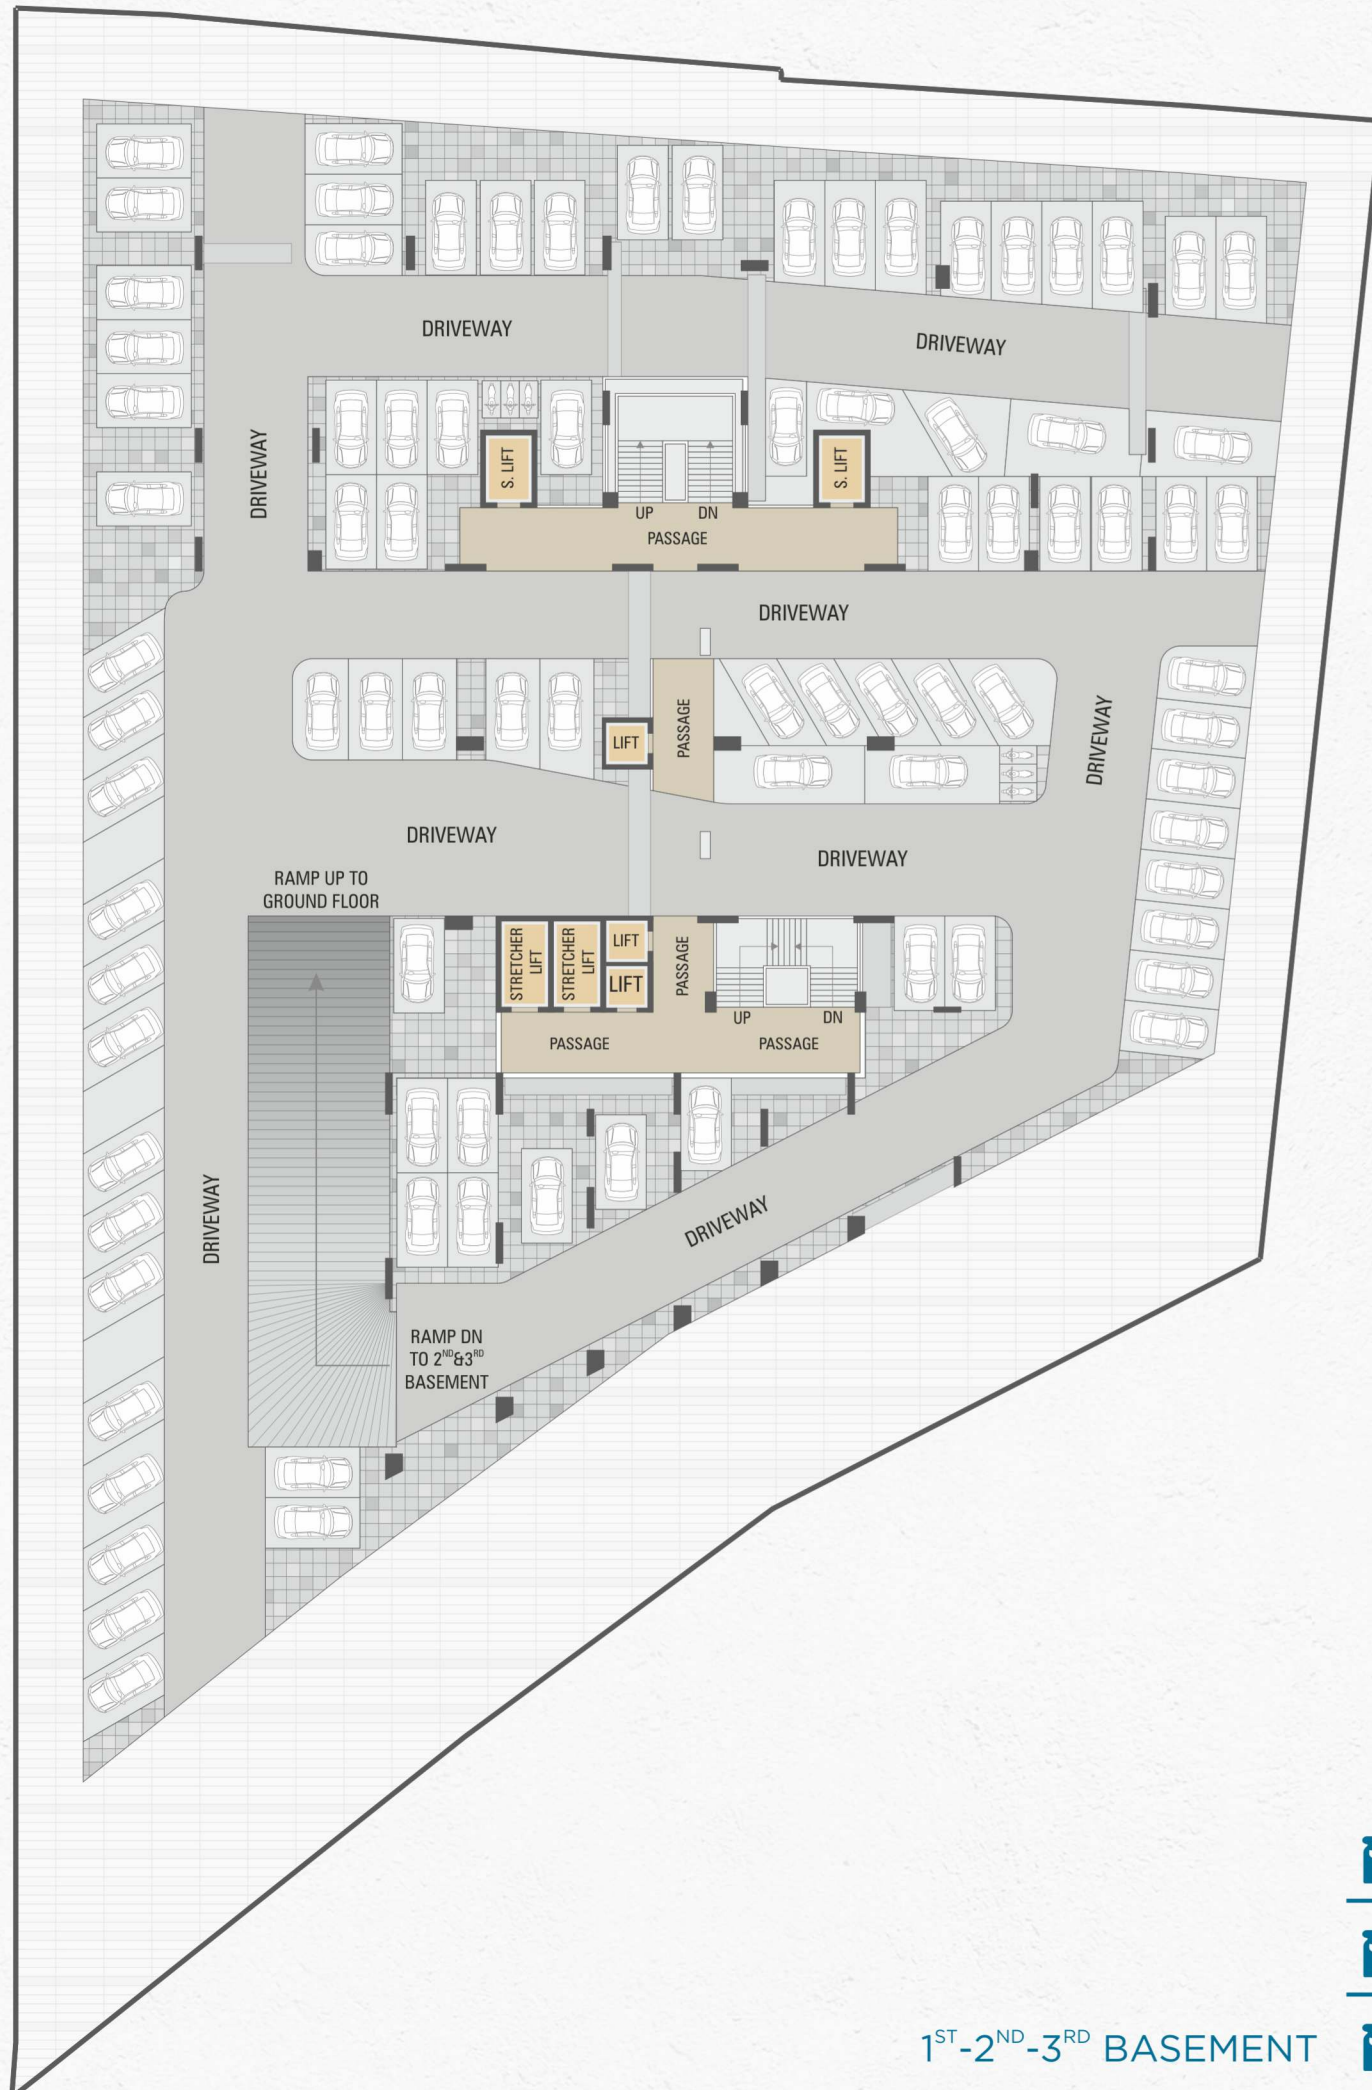 DRIVEWAY
DRIVEWAY
DRIVEWAY
S. LIFT
S. LIFT
UP
DN
PASSAGE
DRIVEWAY
PASSAGE
LIFT
DRIVEWAY
DRIVEWAY
DRIVEWAY
RAMP UP TO
GROUND FLOOR
STRETCHER
LIFT
STRETCHER
LIFT
LIFT
LIFT
PASSAGE
UP
DN
PASSAGE
PASSAGE
DRIVEWAY
DRIVEWAY
RAMP DN
TO 2ND&3RD
BASEMENT
1ST-2ND-3RD BASEMENT